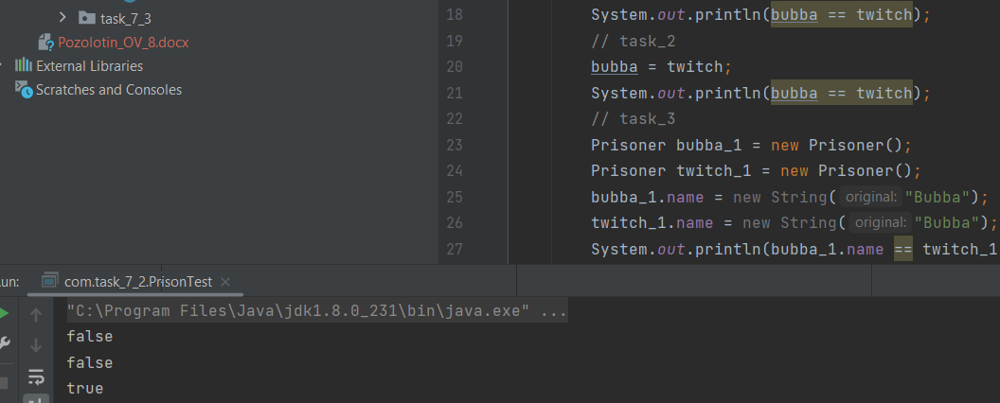 task_7_3
Pozolotin_OV_8.docx
External Libraries
Scratches and Consoles
18 System.out.println(bubba == twitch);
19 // task_2
20 bubba = twitch;
21 System.out.println(bubba == twitch);
22 // task_3
23 Prisoner bubba_1 = new Prisoner();
24 Prisoner twitch_1 = new Prisoner();
25 bubba_1.name = new String( original: "Bubba");
26 twitch_1.name = new String( original: "Bubba");
27 System.out.println(bubba_1.name == twitch_1
un: com.task_7_2.PrisonTest
"C:\Program Files\Java\jdk1.8.0_231\bin\java.exe" ...
false
false
true